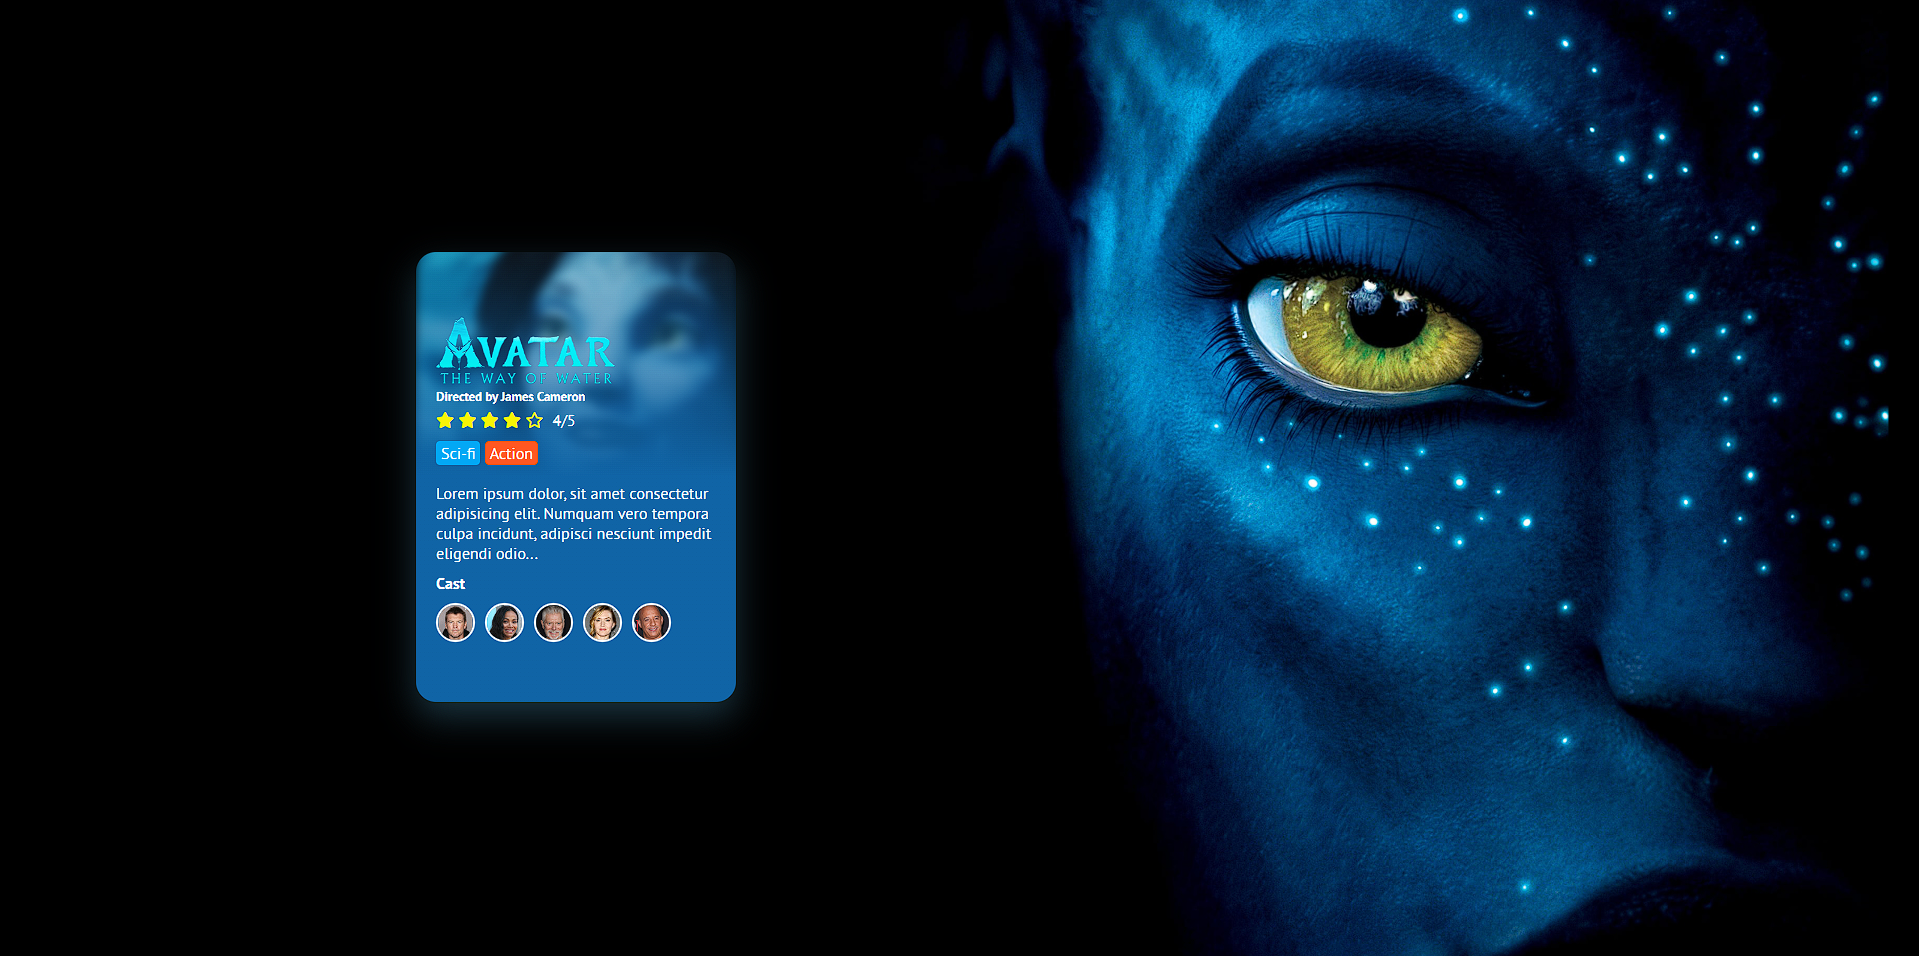 AVATAR
THE WAY OF WATER
Directed by James Cameron
4/5
Sci-fi Action
Lorem ipsum dolor, sit amet consectetur
adipisicing elit. Numquam vero tempora
culpa incidunt, adipisci nesciunt impedit
eligendi odio...
Cast